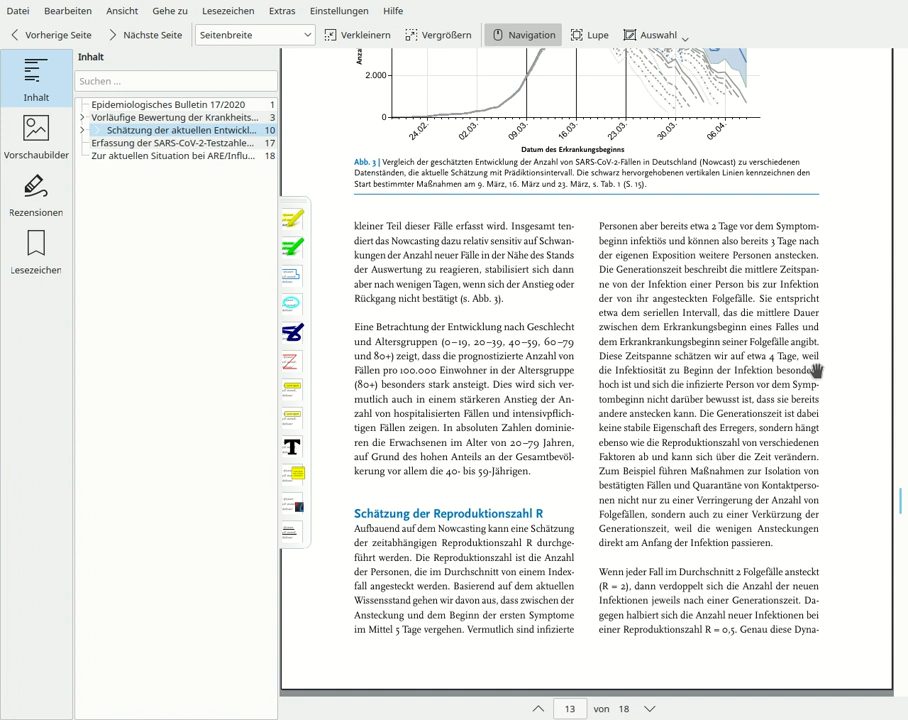 Datei Bearbeiten Ansicht Gehe zu Lesezeichen Extras Einstellungen Hilfe
Vorherige Seite Nächste Seite Seitenbreite Verkleinern Vergrößern Navigation Lupe Auswahl
Inhalt
Vorschaubilder
Rezensionen
Lesezeichen
Inhalt
Suchen ...
Epidemiologisches Bulletin 17/2020 1
Vorläufige Bewertung der Krankheits... 3
Schätzung der aktuellen Entwickl... 10
Erfassung der SARS-CoV-2-Testzahle... 17
Zur aktuellen Situation bei ARE/Influ... 18
2.000
0
24.02. 02.03. 09.03. 16.03. 23.03. 30.03. 06.04.
Datum des Erkrankungsbeginns
Abb. 3 | Vergleich der geschätzten Entwicklung der Anzahl von SARS-CoV-2-Fällen in Deutschland (Nowcast) zu verschiedenen
Datenständen, die aktuelle Schätzung mit Prädiktionsintervall. Die schwarz hervorgehobenen vertikalen Linien kennzeichnen den
Start bestimmter Maßnahmen am 9. März, 16. März und 23. März, s. Tab. 1 (S. 15).
kleiner Teil dieser Fälle erfasst wird. Insgesamt ten-
diert das Nowcasting dazu relativ sensitiv auf Schwan-
kungen der Anzahl neuer Fälle in der Nähe des Stands
der Auswertung zu reagieren, stabilisiert sich dann
aber nach wenigen Tagen, wenn sich der Anstieg oder
Rückgang nicht bestätigt (s. Abb. 3).
Eine Betrachtung der Entwicklung nach Geschlecht
und Altersgruppen (0–19, 20–39, 40–59, 60–79
und 80+) zeigt, dass die prognostizierte Anzahl von
Fällen pro 100.000 Einwohner in der Altersgruppe
(80+) besonders stark ansteigt. Dies wird sich ver-
mutlich auch in einem stärkeren Anstieg der An-
zahl von hospitalisierten Fällen und intensivpflich-
tigen Fällen zeigen. In absoluten Zahlen dominie-
ren die Erwachsenen im Alter von 20–79 Jahren,
auf Grund des hohen Anteils an der Gesamtbevöl-
kerung vor allem die 40- bis 59-Jährigen.
Schätzung der Reproduktionszahl R
Aufbauend auf dem Nowcasting kann eine Schätzung
der zeitabhängigen Reproduktionszahl R durchge-
führt werden. Die Reproduktionszahl ist die Anzahl
der Personen, die im Durchschnitt von einem Index-
fall angesteckt werden. Basierend auf dem aktuellen
Wissensstand gehen wir davon aus, dass zwischen der
Ansteckung und dem Beginn der ersten Symptome
im Mittel 5 Tage vergehen. Vermutlich sind infizierte
Personen aber bereits etwa 2 Tage vor dem Symptom-
beginn infektiös und können also bereits 3 Tage nach
der eigenen Exposition weitere Personen anstecken.
Die Generationszeit beschreibt die mittlere Zeitspan-
ne von der Infektion einer Person bis zur Infektion
der von ihr angesteckten Folgefälle. Sie entspricht
etwa dem seriellen Intervall, das die mittlere Dauer
zwischen dem Erkrankungsbeginn eines Falles und
dem Erkrankrankungsbeginn seiner Folgefälle angibt.
Diese Zeitspanne schätzen wir auf etwa 4 Tage, weil
die Infektiosität zu Beginn der Infektion besonders
hoch ist und sich die infizierte Person vor dem Symp-
tombeginn nicht darüber bewusst ist, dass sie bereits
andere anstecken kann. Die Generationszeit ist dabei
keine stabile Eigenschaft des Erregers, sondern hängt
ebenso wie die Reproduktionszahl von verschiedenen
Faktoren ab und kann sich über die Zeit verändern.
Zum Beispiel führen Maßnahmen zur Isolation von
bestätigten Fällen und Quarantäne von Kontaktperso-
nen nicht nur zu einer Verringerung der Anzahl von
Folgefällen, sondern auch zu einer Verkürzung der
Generationszeit, weil die wenigen Ansteckungen
direkt am Anfang der Infektion passieren.
Wenn jeder Fall im Durchschnitt 2 Folgefälle ansteckt
(R = 2), dann verdoppelt sich die Anzahl der neuen
Infektionen jeweils nach einer Generationszeit. Da-
gegen halbiert sich die Anzahl neuer Infektionen bei
einer Reproduktionszahl R = 0,5. Genau diese Dyna-
13 von 18